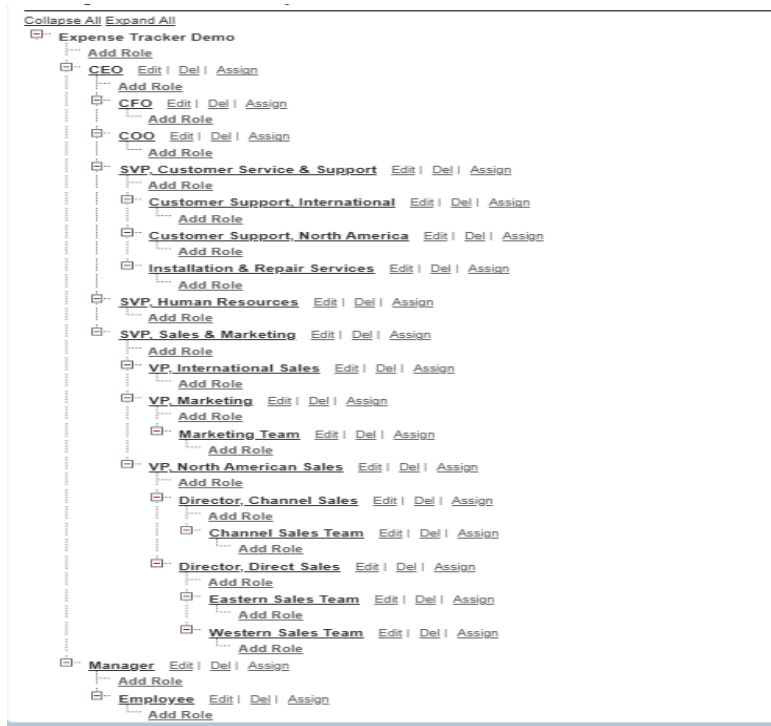 Collapse All Expand All
Expense Tracker Demo
Add Role
CEO Edit | Del | Assign
Add Role
CFO Edit | Del | Assign
Add Role
COO Edit | Del | Assign
Add Role
SVP, Customer Service & Support Edit | Del | Assign
Add Role
Customer Support, International Edit | Del | Assign
Add Role
Customer Support, North America Edit | Del | Assign
Add Role
Installation & Repair Services Edit | Del | Assign
Add Role
SVP, Human Resources Edit | Del | Assign
Add Role
SVP, Sales & Marketing Edit | Del | Assign
Add Role
VP, International Sales Edit | Del | Assign
Add Role
VP, Marketing Edit | Del | Assign
Add Role
Marketing Team Edit | Del | Assign
Add Role
VP, North American Sales Edit | Del | Assign
Add Role
Director, Channel Sales Edit | Del | Assign
Add Role
Channel Sales Team Edit | Del | Assign
Add Role
Director, Direct Sales Edit | Del | Assign
Add Role
Eastern Sales Team Edit | Del | Assign
Add Role
Western Sales Team Edit | Del | Assign
Add Role
Manager Edit | Del | Assign
Add Role
Employee Edit | Del | Assign
Add Role